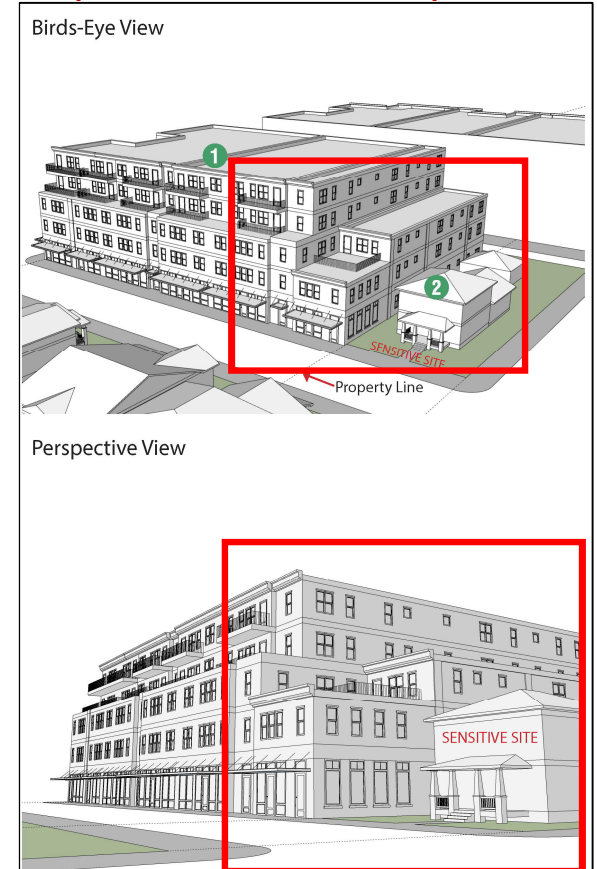 Birds-Eye View
1
2
SENSITIVE SITE
Property Line
Perspective View
SENSITIVE SITE